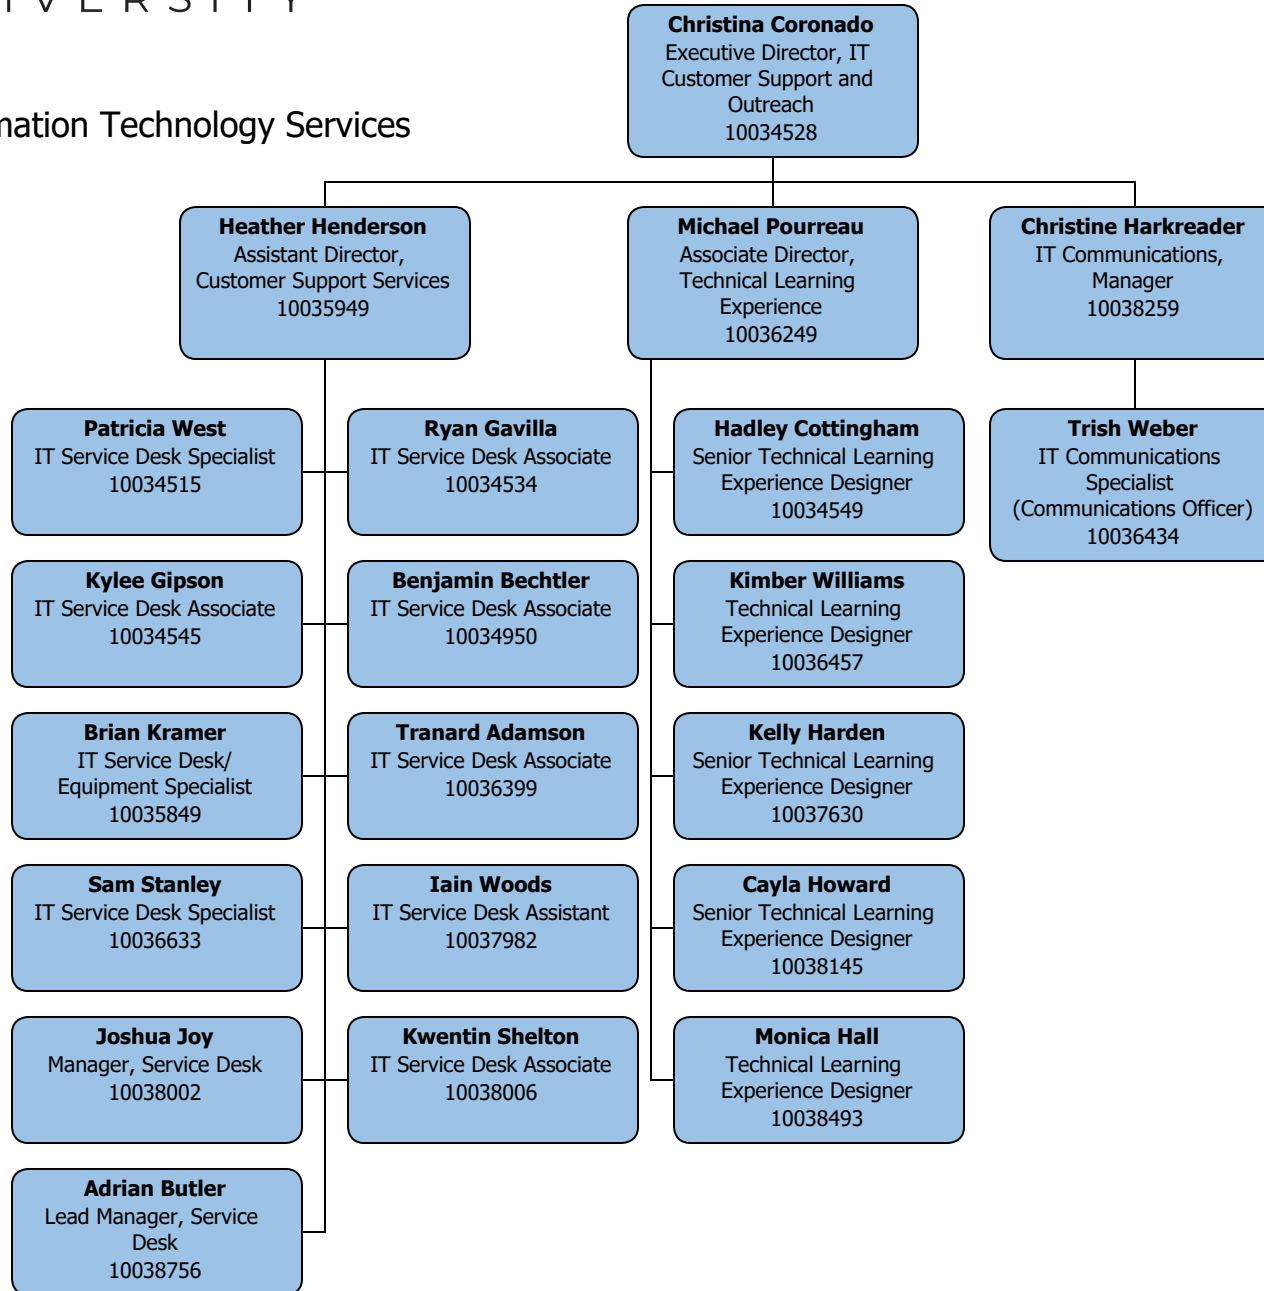 Christina Coronado
Executive Director, IT
Customer Support and
Outreach
10034528
Technology Services
Heather Henderson
Assistant Director,
Customer Support Services
10035949
Michael Pourreau
Associate Director,
Technical Learning
Experience
10036249
Christine Harkreader
IT Communications,
Manager
10038259
Patricia West
IT Service Desk Specialist
10034515
Ryan Gavilla
IT Service Desk Associate
10034534
Hadley Cottingham
Senior Technical Learning
Experience Designer
10034549
Trish Weber
IT Communications
Specialist
(Communications Officer)
10036434
Kylee Gipson
IT Service Desk Associate
10034545
Benjamin Bechtler
IT Service Desk Associate
10034950
Kimber Williams
Technical Learning
Experience Designer
10036457
Brian Kramer
IT Service Desk/
Equipment Specialist
10035849
Tranard Adamson
IT Service Desk Associate
10036399
Kelly Harden
Senior Technical Learning
Experience Designer
10037630
Sam Stanley
IT Service Desk Specialist
10036633
Iain Woods
IT Service Desk Assistant
10037982
Cayla Howard
Senior Technical Learning
Experience Designer
10038145
Joshua Joy
Manager, Service Desk
10038002
Kwentin Shelton
IT Service Desk Associate
10038006
Monica Hall
Technical Learning
Experience Designer
10038493
Adrian Butler
Lead Manager, Service
Desk
10038756